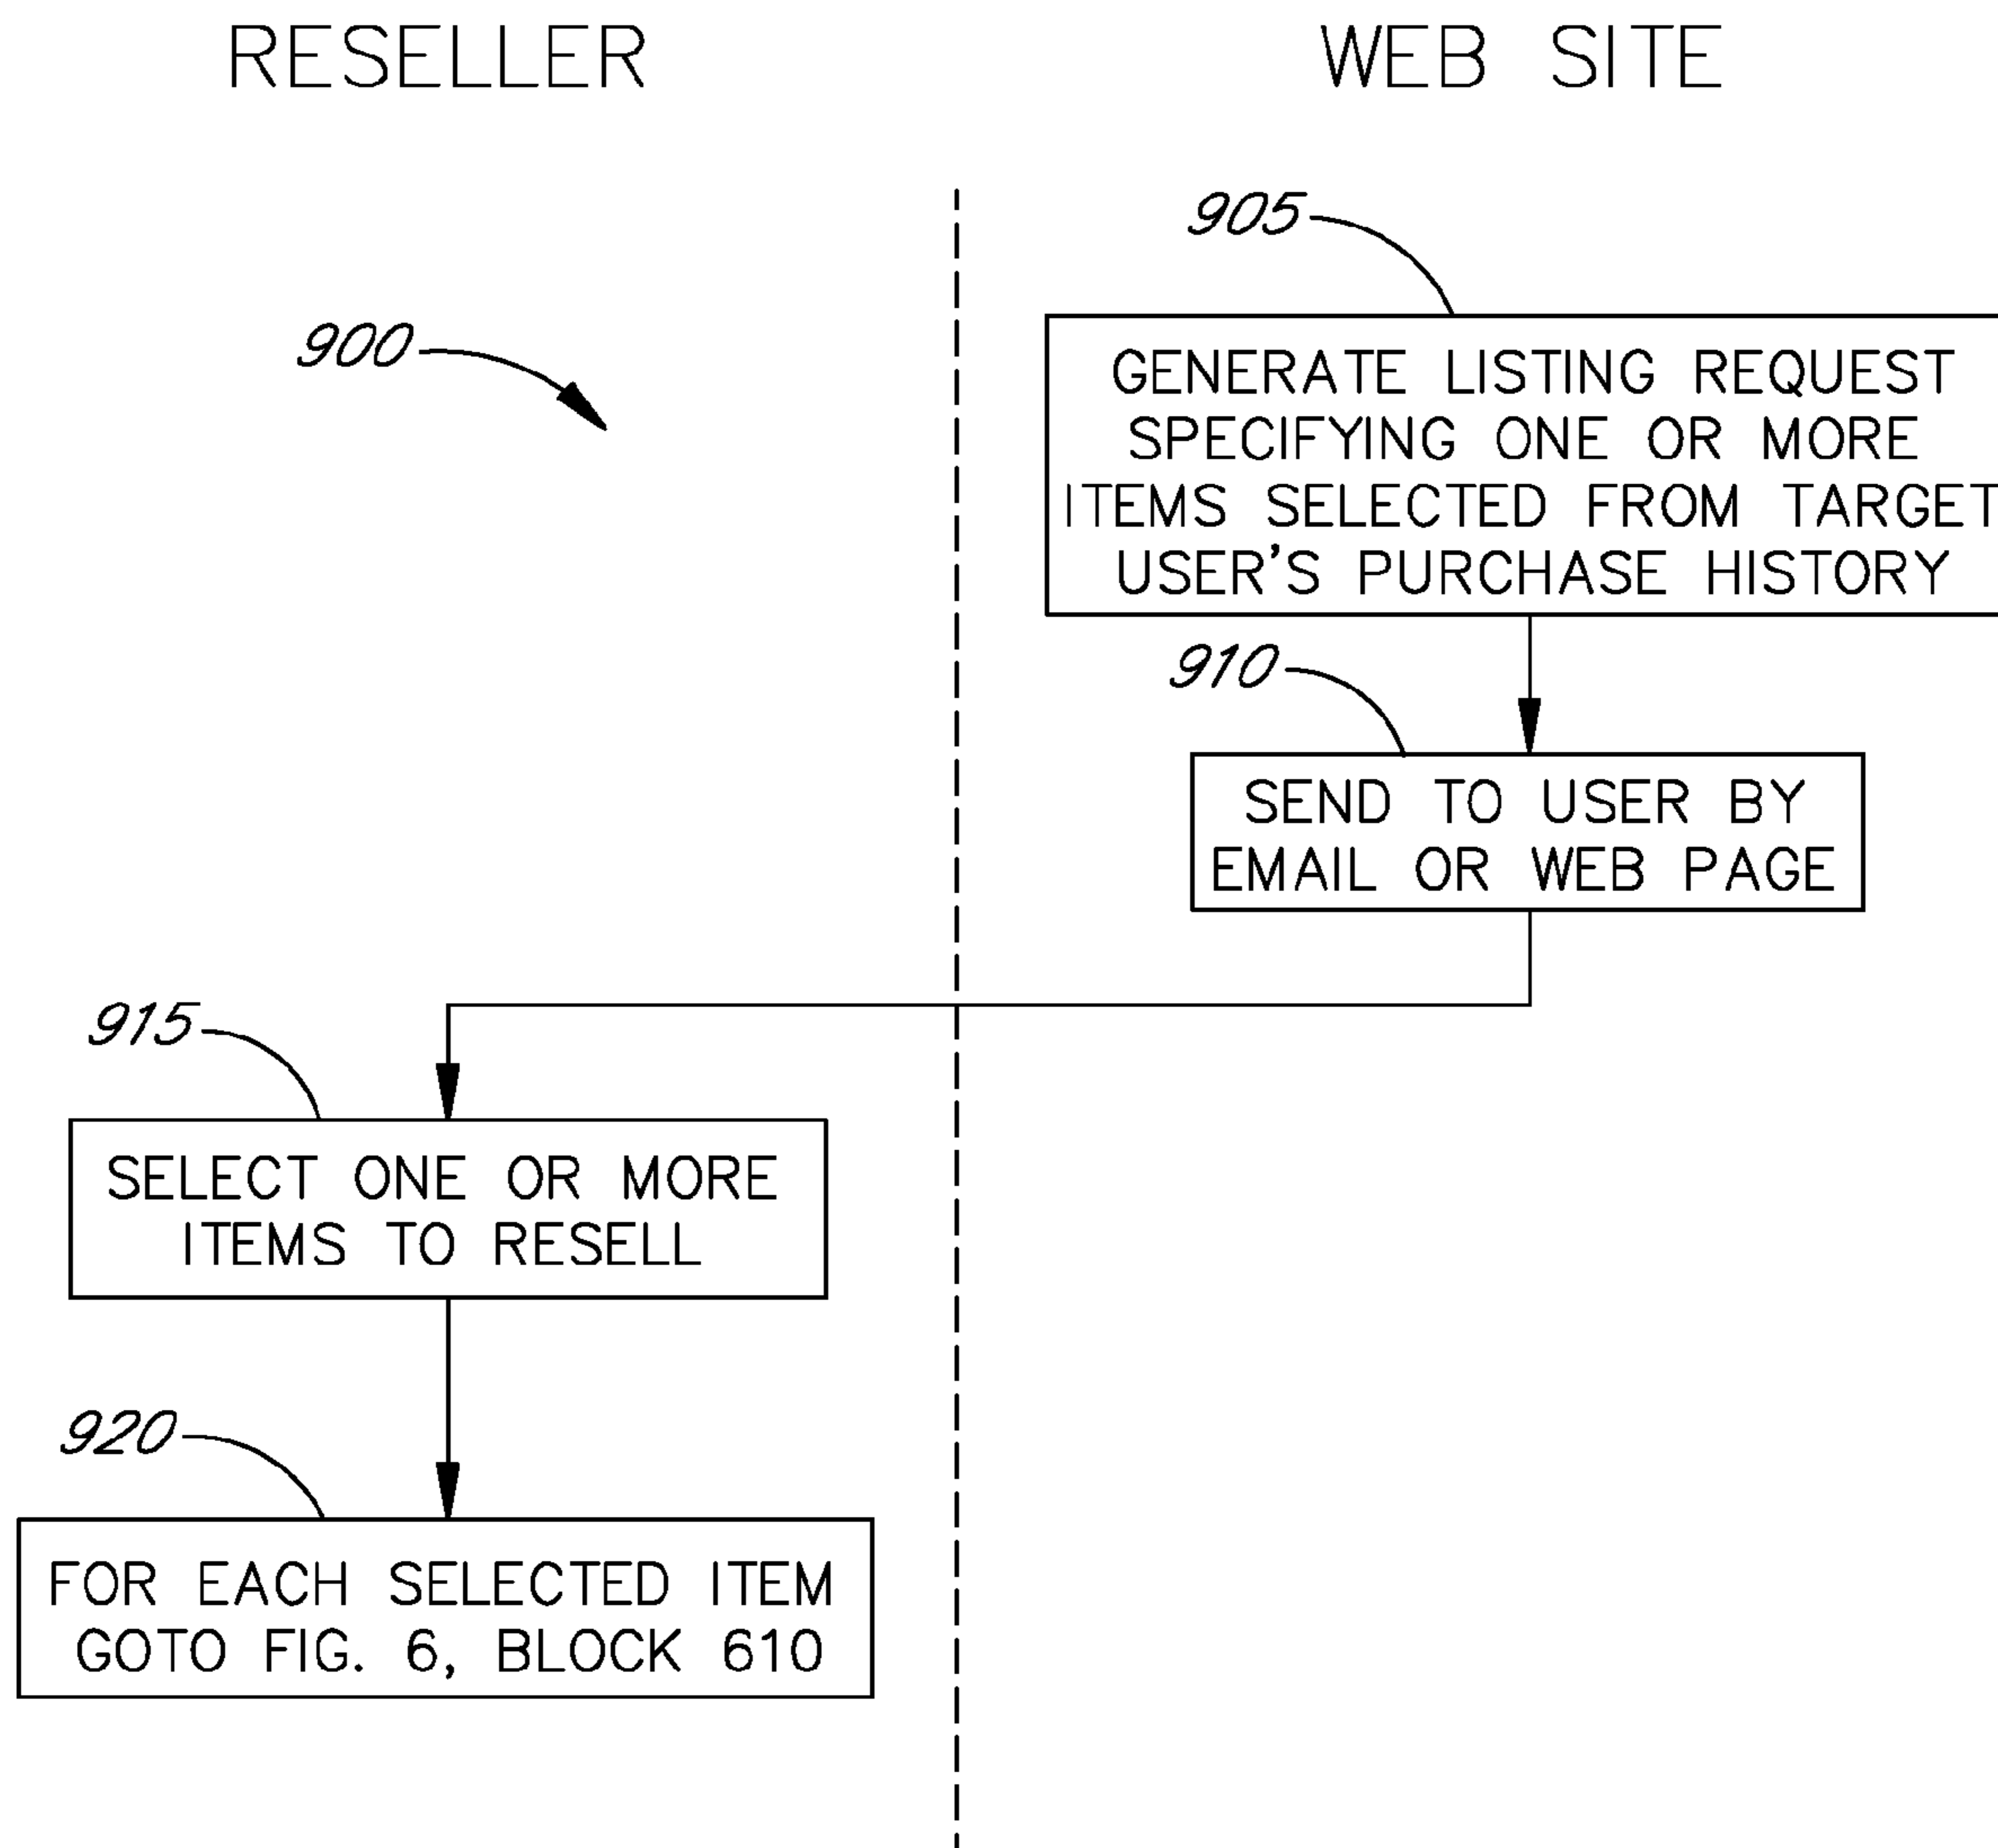 RESELLER
WEB SITE
905
900
GENERATE LISTING REQUEST
SPECIFYING ONE OR MORE
ITEMS SELECTED FROM TARGET
USER'S PURCHASE HISTORY
910
SEND TO USER BY
EMAIL OR WEB PAGE
915
SELECT ONE OR MORE
ITEMS TO RESELL
920
FOR EACH SELECTED ITEM
GOTO FIG. 6, BLOCK 610